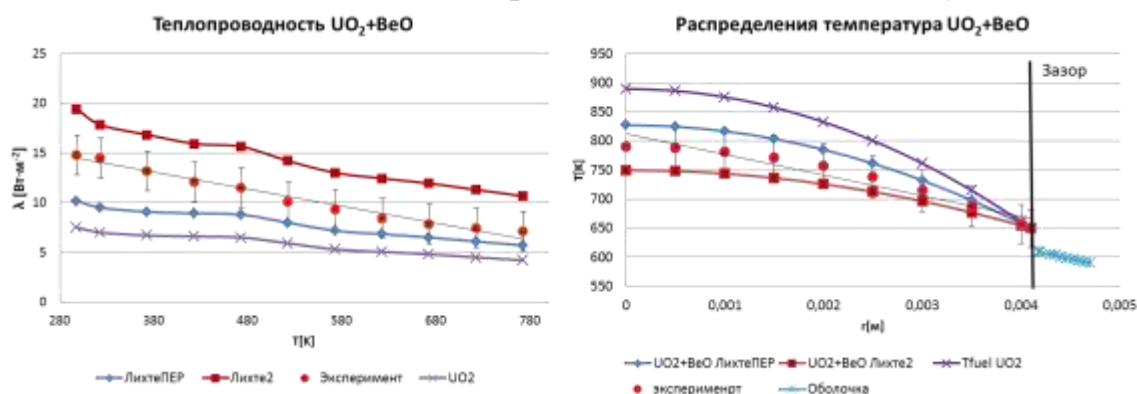 Теплопроводность UO₂+BeO
25
20
15
10
5
0
λ [Вт·м⁻²]
280
380
480
580
680
780
T[K]
ЛихтеПЕР
Лихте2
Эксперимент
UO2
Распределения температура UO₂+BeO
950
900
850
800
750
700
650
600
550
T[K]
Зазор
0
0,001
0,002
0,003
0,004
0,005
r[м]
UO2+BeO ЛихтеПЕР
UO2+BeO Лихте2
Tfuel UO2
эксперименрт
Оболочка